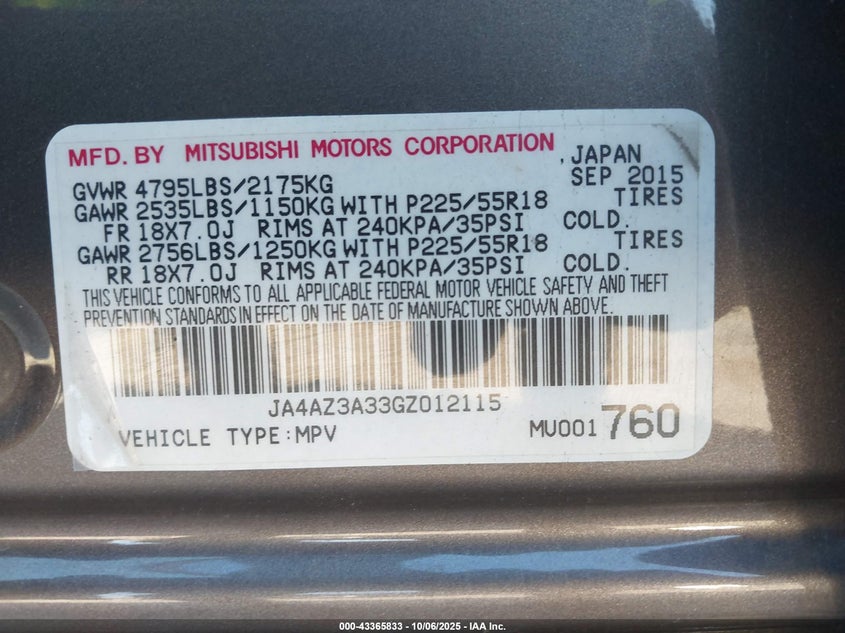 MFD. BY MITSUBISHI MOTORS CORPORATION , JAPAN
GVWR 4795LBS/2175KG SEP 2015
GAWR 2535LBS/1150KG WITH P225/55R18 TIRES
FR 18X7.0J RIMS AT 240KPA/35PSI COLD.
GAWR 2756LBS/1250KG WITH P225/55R18 TIRES
RR 18X7.0J RIMS AT 240KPA/35PSI COLD.
THIS VEHICLE CONFORMS TO ALL APPLICABLE FEDERAL MOTOR VEHICLE SAFETY AND THEFT
PREVENTION STANDARDS IN EFFECT ON THE DATE OF MANUFACTURE SHOWN ABOVE.
JA4AZ3A33GZ012115
VEHICLE TYPE:MPV MU001 760
000-43365833 - 10/06/2025 - IAA Inc.